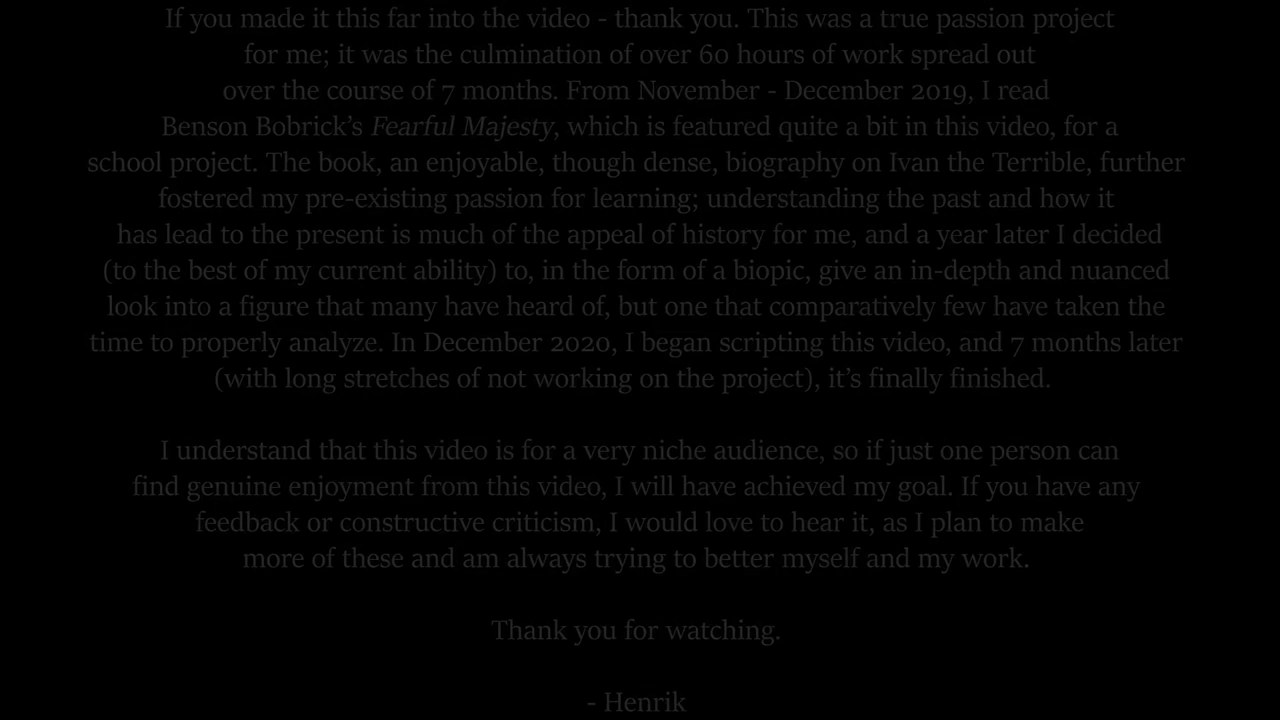 If you made it this far into the video - thank you. This was a true passion project
for me; it was the culmination of over 60 hours of work spread out
over the course of 7 months. From November - December 2019, I read
Benson Bobrick’s Fearful Majesty, which is featured quite a bit in this video, for a
school project. The book, an enjoyable, though dense, biography on Ivan the Terrible, further
fostered my pre-existing passion for learning; understanding the past and how it
has lead to the present is much of the appeal of history for me, and a year later I decided
(to the best of my current ability) to, in the form of a biopic, give an in-depth and nuanced
look into a figure that many have heard of, but one that comparatively few have taken the
time to properly analyze. In December 2020, I began scripting this video, and 7 months later
(with long stretches of not working on the project), it’s finally finished.
I understand that this video is for a very niche audience, so if just one person can
find genuine enjoyment from this video, I will have achieved my goal. If you have any
feedback or constructive criticism, I would love to hear it, as I plan to make
more of these and am always trying to better myself and my work.
Thank you for watching.
- Henrik